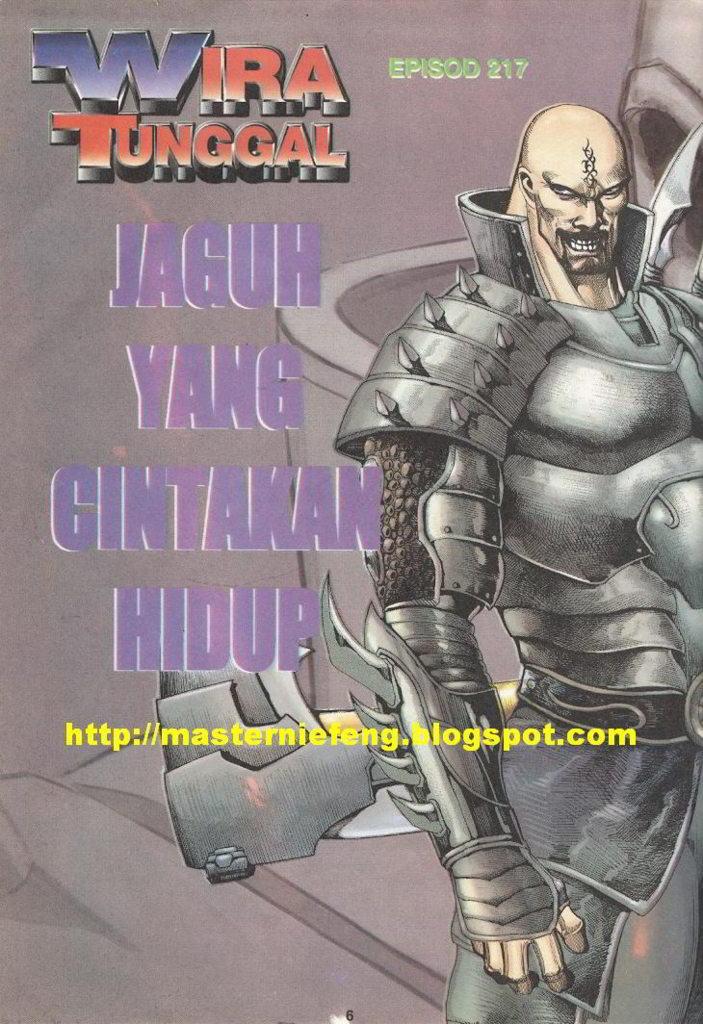 WIRA
TUNGGAL
EPISOD 217
JAGUH
YANG
CINTAKAN
HIDUP
http://masterniefeng.blogspot.com
6